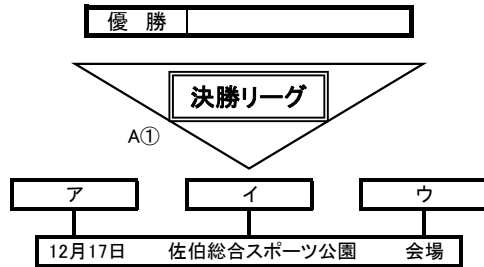 優　勝
決勝リーグ
A①
ア　イ　ウ
12月17日　佐伯総合スポーツ公園　会場